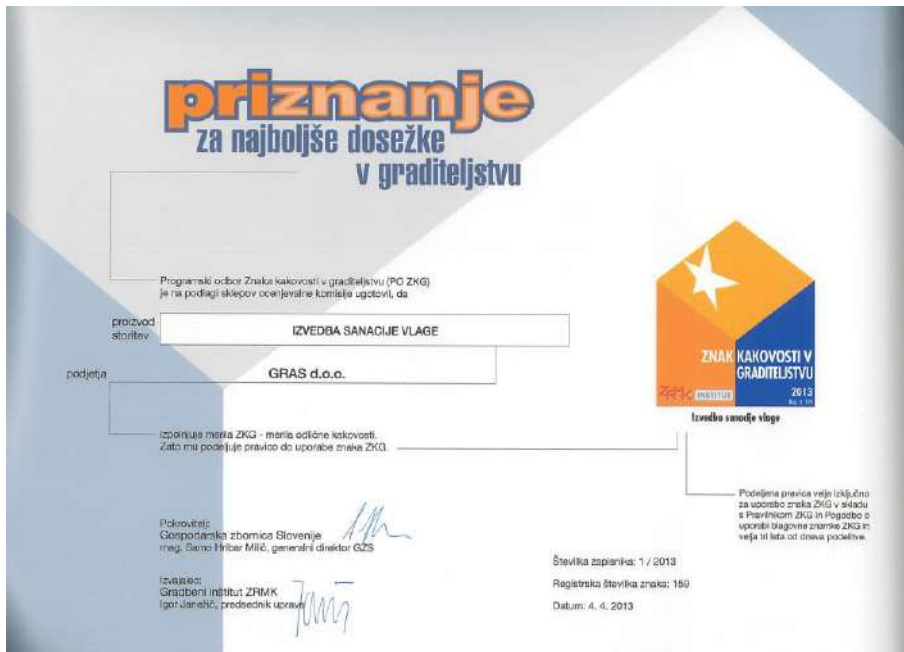 priznanje
za najboljše dosežke
v graditeljstvu
Programski odbor Znaka kakovosti v graditeljstvu (PO ZKG)
je na podlagi sklepov ocenjevalne komisije ugotovil, da
proizvod
storitev
IZVEDBA SANACIJE VLAGE
podjetja
GRAS d.o.o.
izpolnjuje merila ZKG - merila odlične kakovosti.
Zato mu podeljuje pravico do uporabe znaka ZKG.
ZNAK KAKOVOSTI V
GRADITELJSTVU
2013
ZRMK INSTITUT
Izvedba sanacije vlage
Podeljena pravica velja izključno
za uporabo znaka ZKG v skladu
s Pravilnikom ZKG in Pogodbo o
uporabi blagovne znamke ZKG in
velja tri leta od dneva podelitve.
Pokrovitelj:
Gospodarska zbornica Slovenije
mag. Samo Hribar Milič, generalni direktor GZS
Izvajalec:
Gradbeni inštitut ZRMK
Igor Janežič, predsednik uprave
Številka zapisnika: 1 / 2013
Registrska številka znaka: 159
Datum: 4. 4. 2013